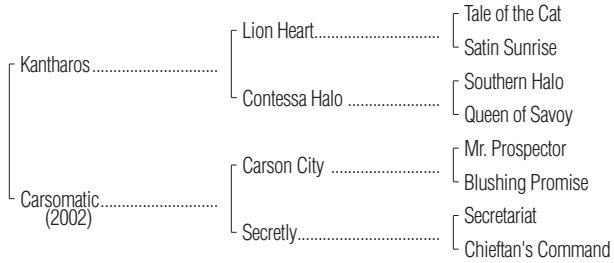 Tale of the Cat
Lion Heart
Satin Sunrise
Kantharos
Southern Halo
Contessa Halo
Queen of Savoy
Mr. Prospector
Carson City
Blushing Promise
Carsomatic
(2002)
Secretariat
Secretly
Chieftan's Command